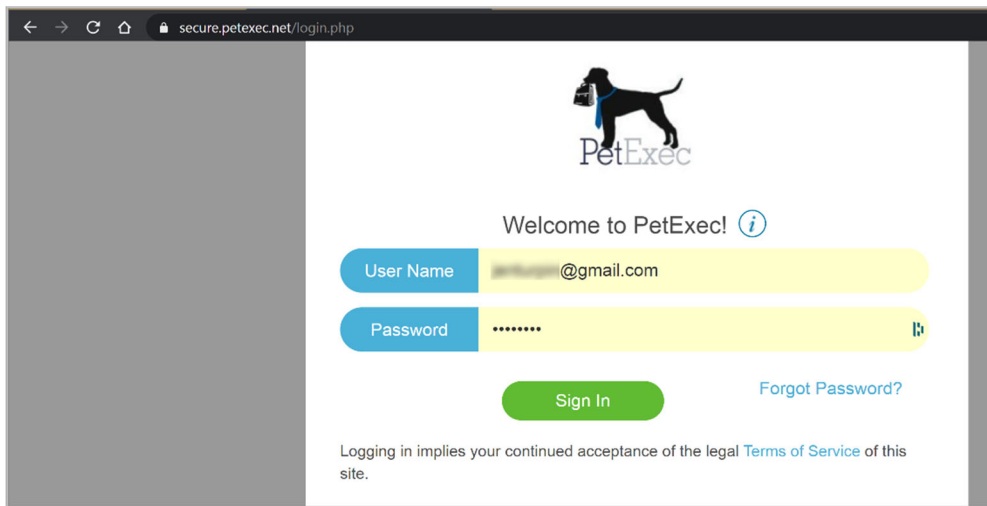 secure.petexec.net/login.php
PetExec
Welcome to PetExec! i
User Name
@gmail.com
Password
••••••••
Sign In
Forgot Password?
Logging in implies your continued acceptance of the legal Terms of Service of this
site.